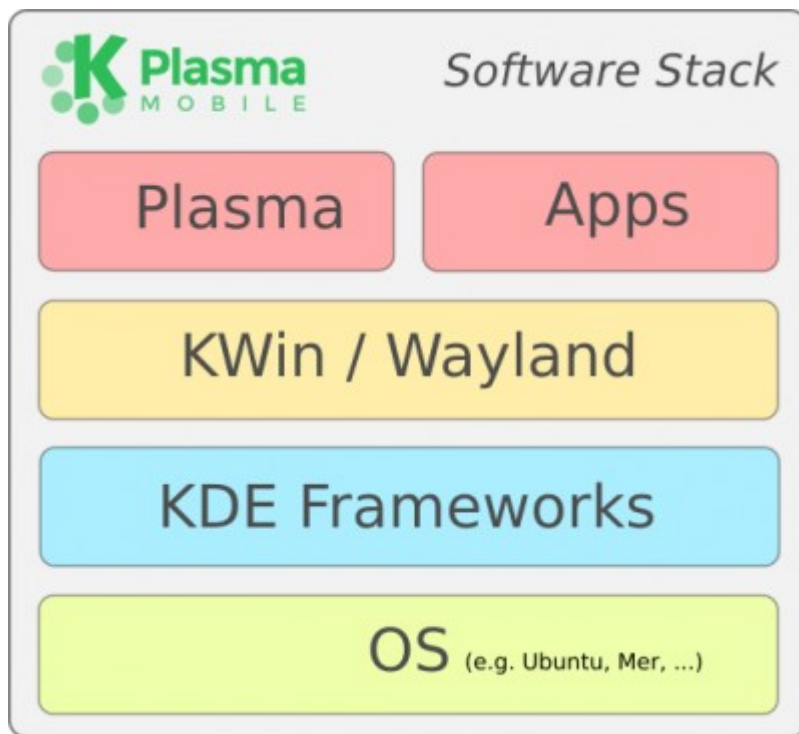 K Plasma
MOBILE
Software Stack
Plasma
Apps
KWin / Wayland
KDE Frameworks
OS (e.g. Ubuntu, Mer, ...)